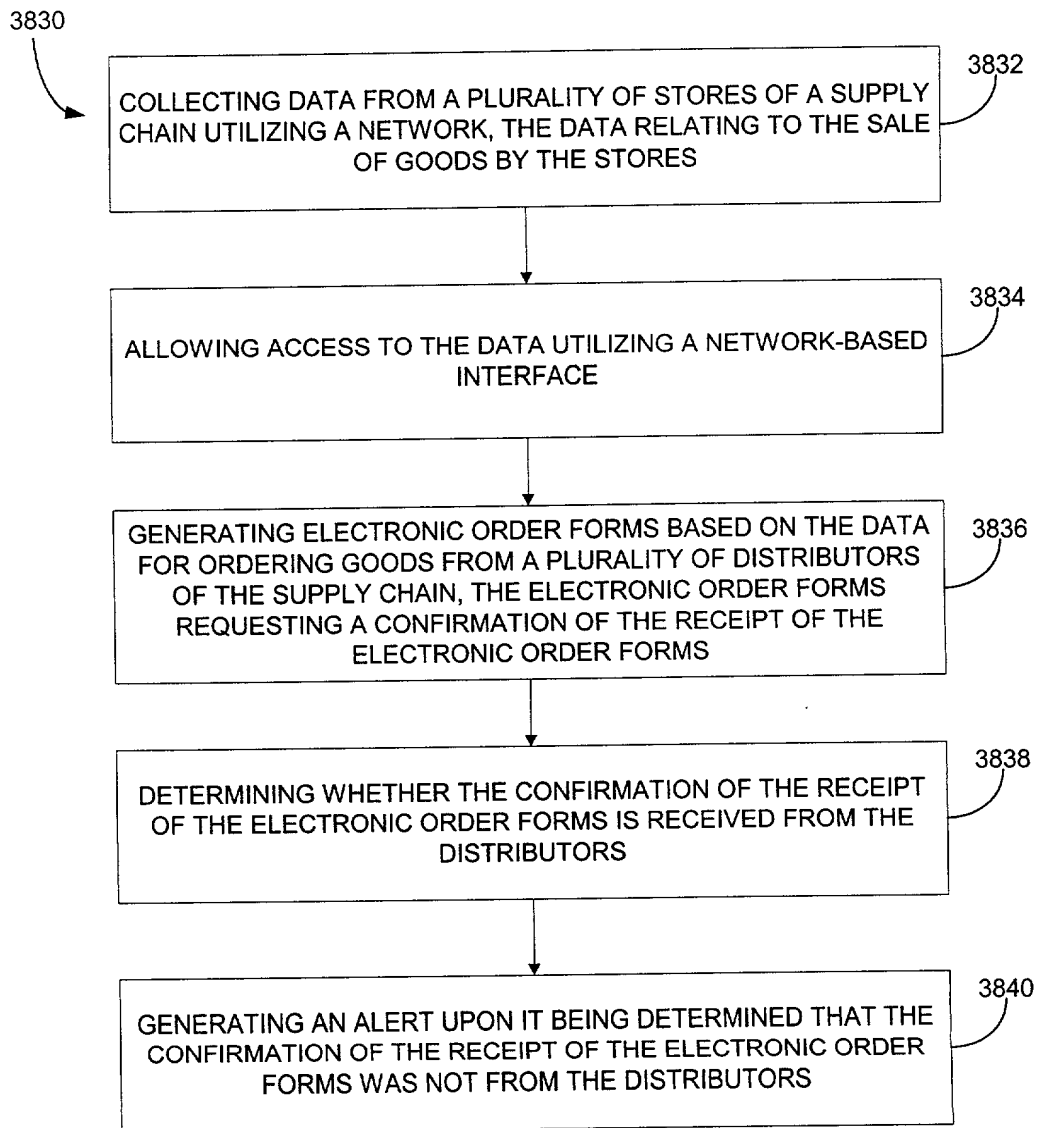 3830
3832
COLLECTING DATA FROM A PLURALITY OF STORES OF A SUPPLY
CHAIN UTILIZING A NETWORK, THE DATA RELATING TO THE SALE
OF GOODS BY THE STORES
3834
ALLOWING ACCESS TO THE DATA UTILIZING A NETWORK-BASED
INTERFACE
3836
GENERATING ELECTRONIC ORDER FORMS BASED ON THE DATA
FOR ORDERING GOODS FROM A PLURALITY OF DISTRIBUTORS
OF THE SUPPLY CHAIN, THE ELECTRONIC ORDER FORMS
REQUESTING A CONFIRMATION OF THE RECEIPT OF THE
ELECTRONIC ORDER FORMS
3838
DETERMINING WHETHER THE CONFIRMATION OF THE RECEIPT
OF THE ELECTRONIC ORDER FORMS IS RECEIVED FROM THE
DISTRIBUTORS
3840
GENERATING AN ALERT UPON IT BEING DETERMINED THAT THE
CONFIRMATION OF THE RECEIPT OF THE ELECTRONIC ORDER
FORMS WAS NOT FROM THE DISTRIBUTORS